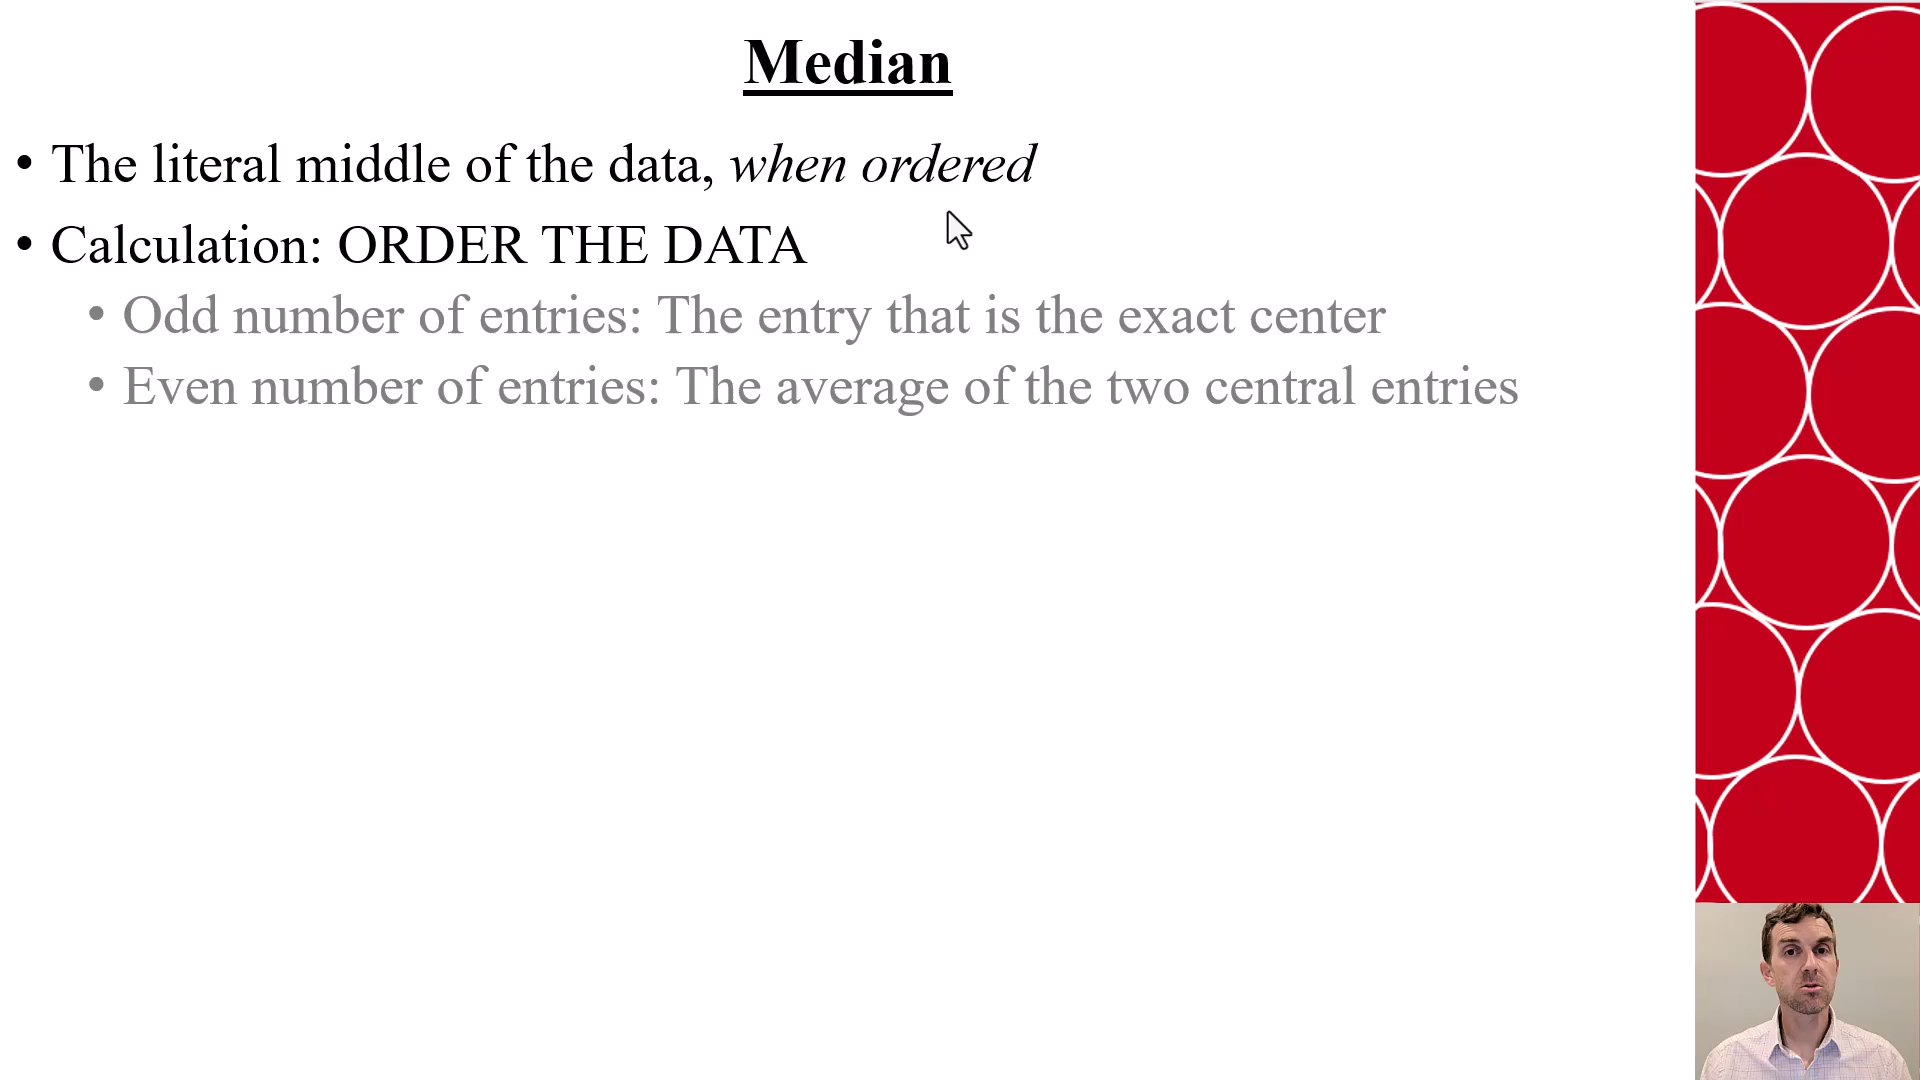 Median
• The literal middle of the data, when ordered
• Calculation: ORDER THE DATA
• Odd number of entries: The entry that is the exact center
• Even number of entries: The average of the two central entries